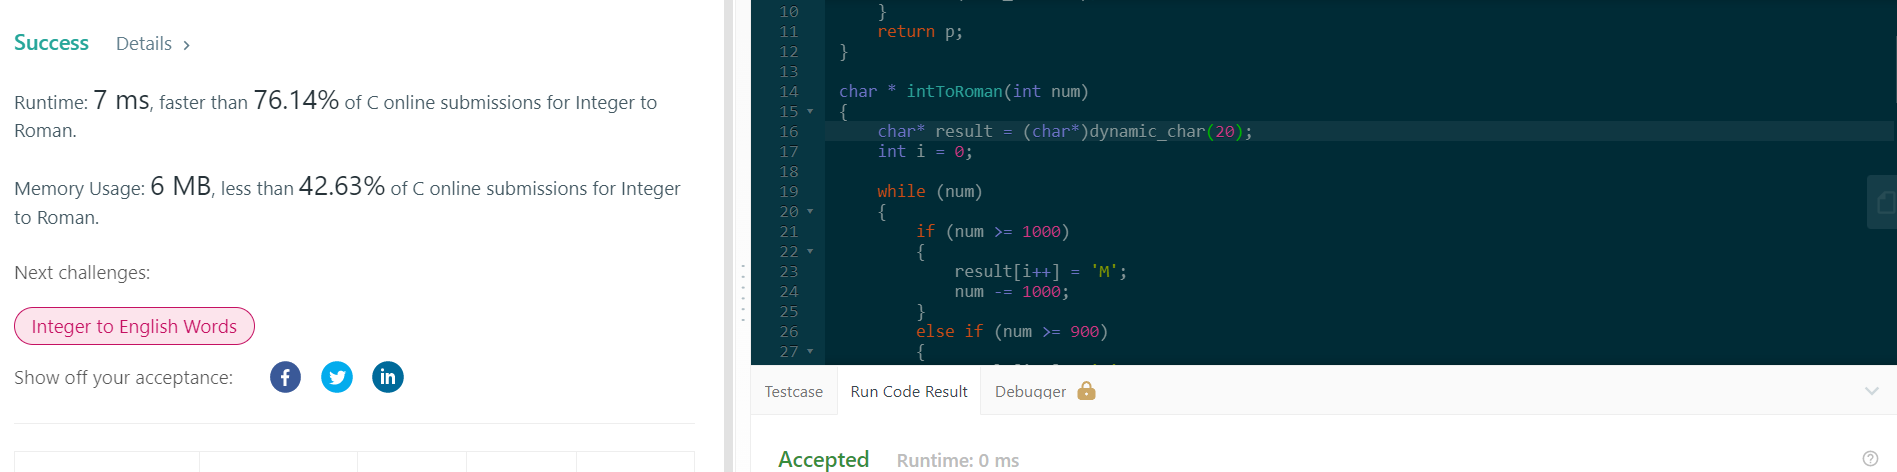 Success Details >
Runtime: 7 ms, faster than 76.14% of C online submissions for Integer to
Roman.
Memory Usage: 6 MB, less than 42.63% of C online submissions for Integer
to Roman.
Next challenges:
Integer to English Words
Show off your acceptance: f in
10 }
11 return p;
12 }
13
14 char * intToRoman(int num)
15 {
16 char* result = (char*)dynamic_char(20);
17 int i = 0;
18
19 while (num)
20 {
21 if (num >= 1000)
22 {
23 result[i++] = 'M';
24 num -= 1000;
25 }
26 else if (num >= 900)
27 {
Testcase Run Code Result Debugger
Accepted Runtime: 0 ms ?